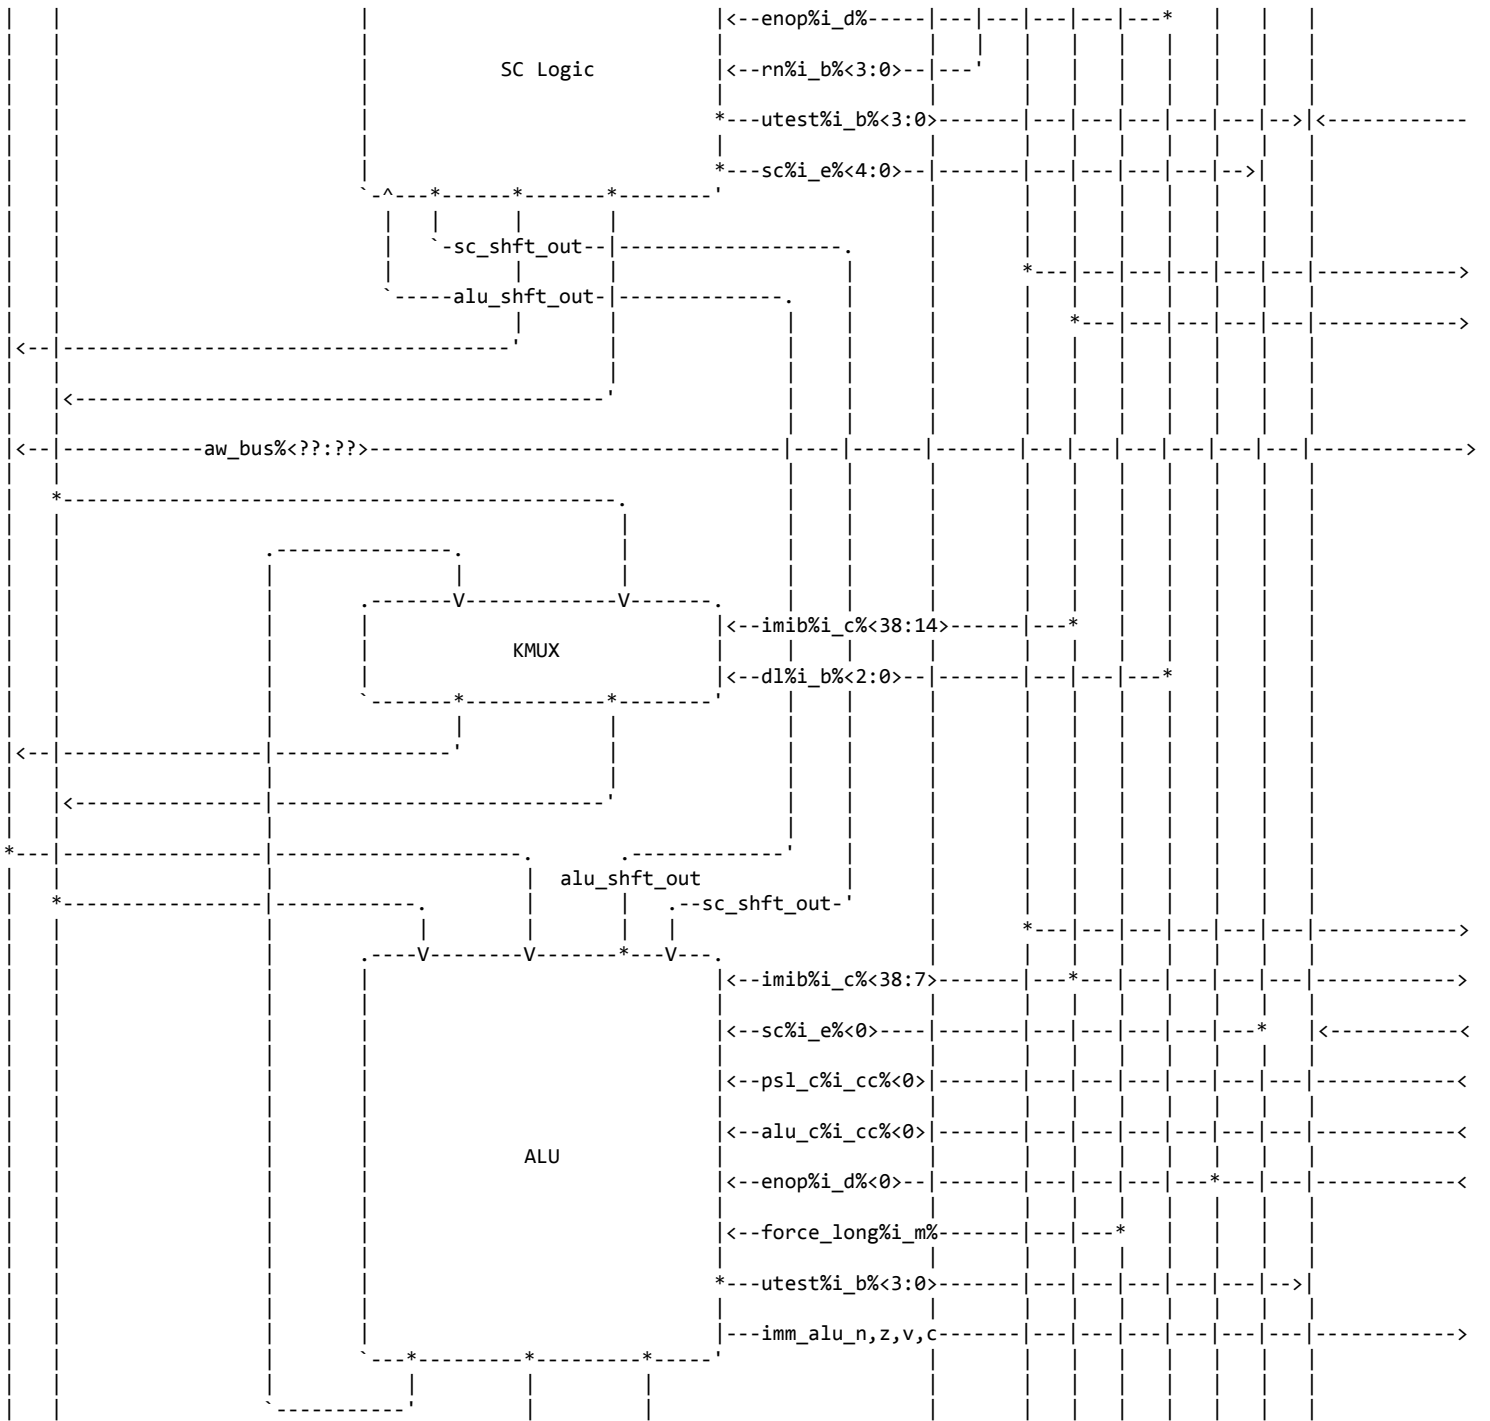 enop%i_d%
SC Logic
rn%i_b%<3:0>
utest%i_b%<3:0>
sc%i_e%<4:0>
sc_shft_out
alu_shft_out
aw_bus%<??:??>
imib%i_c%<38:14>
KMUX
dl%i_b%<2:0>
alu_shft_out
sc_shft_out
imib%i_c%<38:7>
sc%i_e%<0>
psl_c%i_cc%<0>
alu_c%i_cc%<0>
ALU
enop%i_d%<0>
force_long%i_m%
utest%i_b%<3:0>
imm_alu_n,z,v,c